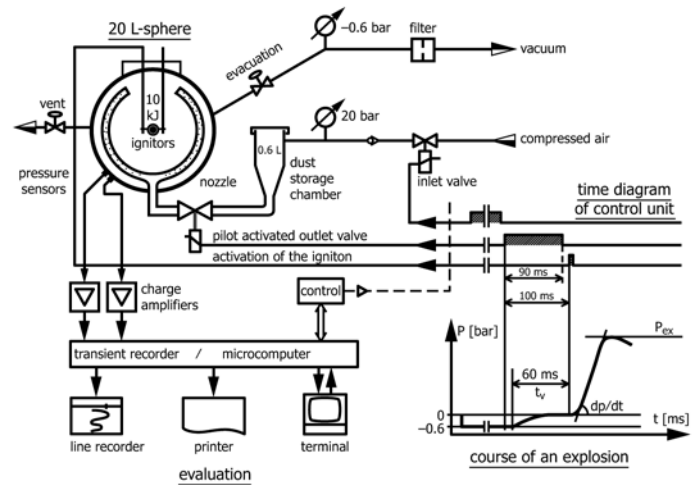 20 L-sphere
−0.6 bar
filter
vacuum
evacuation
vent
10
kJ
ignitors
20 bar
compressed air
0.6 L
dust
storage
chamber
inlet valve
pressure
sensors
nozzle
time diagram
of control unit
pilot activated outlet valve
activation of the igniton
90 ms
100 ms
charge
amplifiers
control
P [bar]
Pex
transient recorder / microcomputer
60 ms
tv
dp/dt
t [ms]
0
−0.6
line recorder
printer
terminal
course of an explosion
evaluation